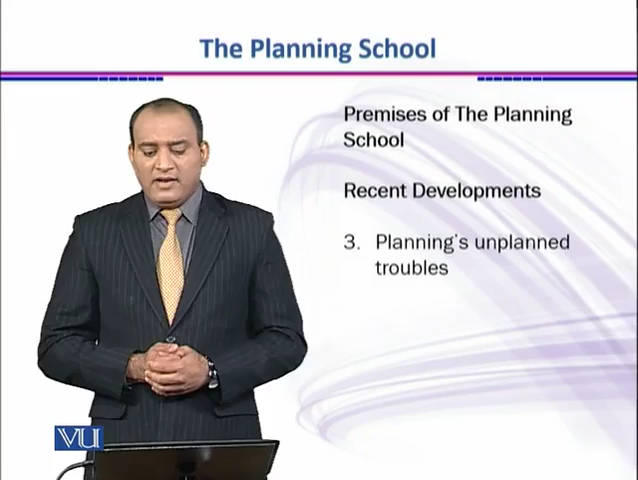 The Planning School
Premises of The Planning
School
Recent Developments
3. Planning's unplanned
troubles
VU